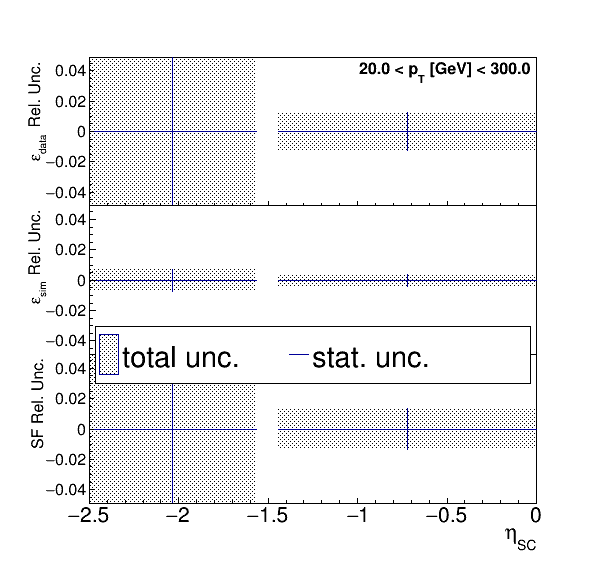 20.0 < p_T [GeV] < 300.0
ε_data Rel. Unc.
0.04
0.02
0
−0.02
−0.04
ε_sim Rel. Unc.
0.04
0.02
0
−0.02
−0.04
total unc.
stat. unc.
SF Rel. Unc.
0.04
0.02
0
−0.02
−0.04
−2.5 −2 −1.5 −1 −0.5 0
η_SC